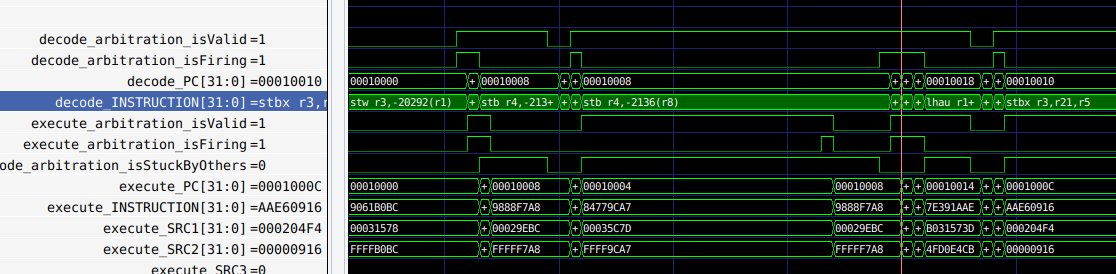 decode_arbitration_isValid =1
decode_arbitration_isFiring =1
decode_PC[31:0] =00010010 00010000 + 00010008 + + 00010008 + + + 00010018 + + 00010010
decode_INSTRUCTION[31:0] =stbx r3,r stw r3,-20292(r1) + stb r4,-213+ + + stb r4,-2136(r8) + + + lhau r1+ + + stbx r3,r21,r5
execute_arbitration_isValid =1
execute_arbitration_isFiring =1
ode_arbitration_isStuckByOthers =0
execute_PC[31:0] =0001000C 00010000 + 00010008 + 00010004 00010008 + + 00010014 + + 0001000C
execute_INSTRUCTION[31:0] =AAE60916 9061B0BC + 9888F7A8 + 84779CA7 9888F7A8 + + 7E391AAE + + AAE60916
execute_SRC1[31:0] =000204F4 00031578 + 00029EBC + 00035C7D 00029EBC + + B031573D + + 000204F4
execute_SRC2[31:0] =00000916 FFFFB0BC + FFFFF7A8 + FFFF9CA7 FFFFF7A8 + + 4FD0E4CB + + 00000916
execute_SRC3 =0